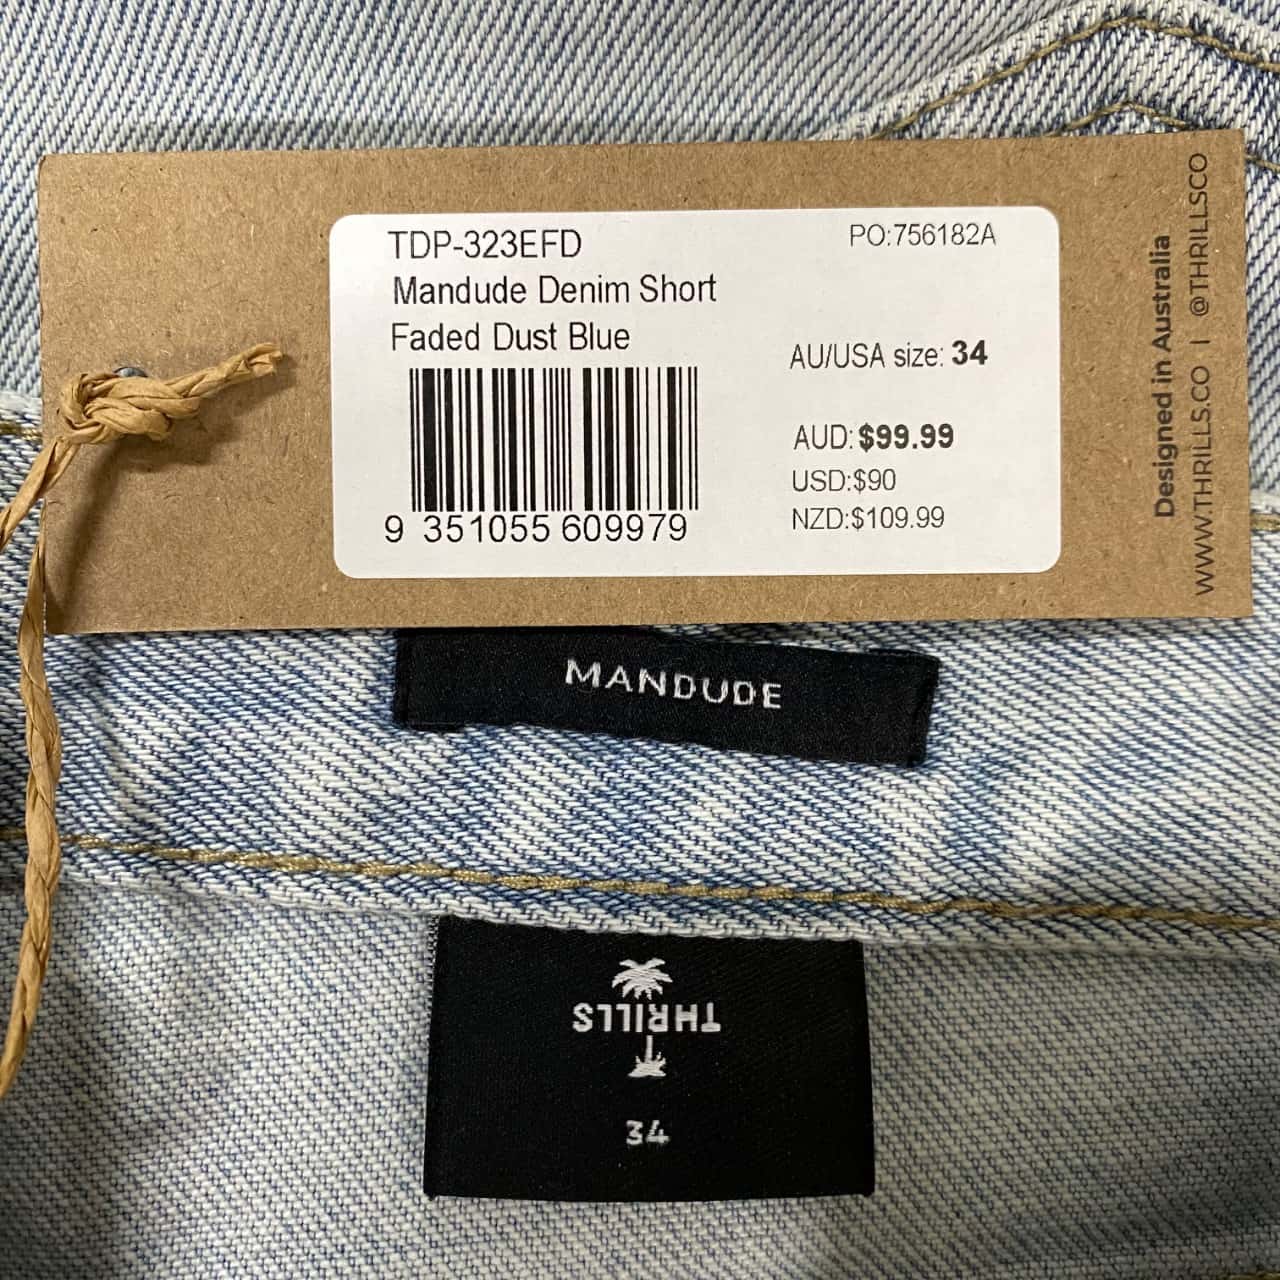 TDP-323EFD
PO:756182A
Mandude Denim Short
Faded Dust Blue
AU/USA size: 34
AUD:$99.99
USD:$90
NZD:$109.99
9 351055 609979
Designed in Australia
WWW.THRILLS.CO | @THRILLSCO
MANDUDE
THRILLS
34